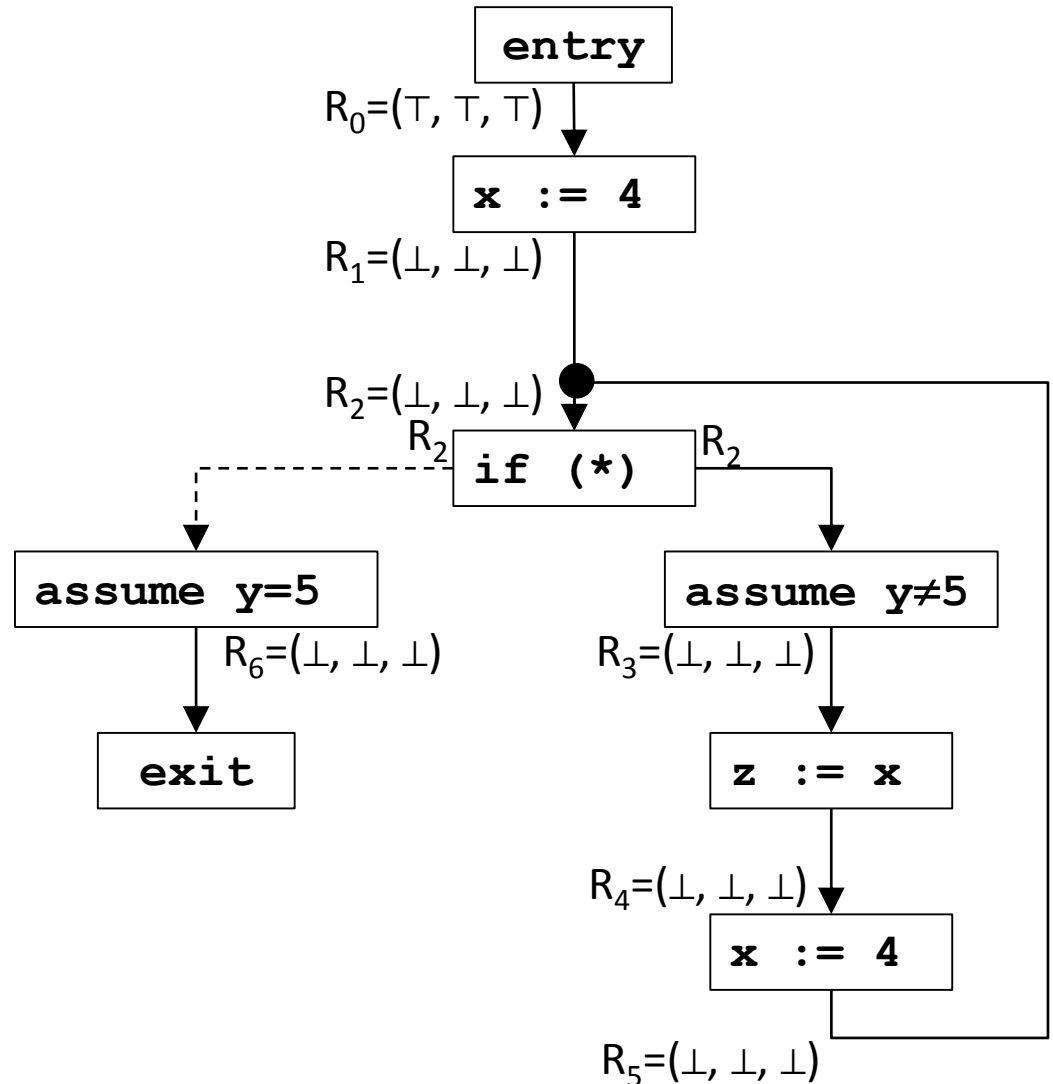 entry
R₀=(⊤, ⊤, ⊤)
x := 4
R₁=(⊥, ⊥, ⊥)
R₂=(⊥, ⊥, ⊥)
R₂
if (*)
R₂
assume y=5
assume y≠5
R₆=(⊥, ⊥, ⊥)
R₃=(⊥, ⊥, ⊥)
exit
z := x
R₄=(⊥, ⊥, ⊥)
x := 4
R₅=(⊥, ⊥, ⊥)